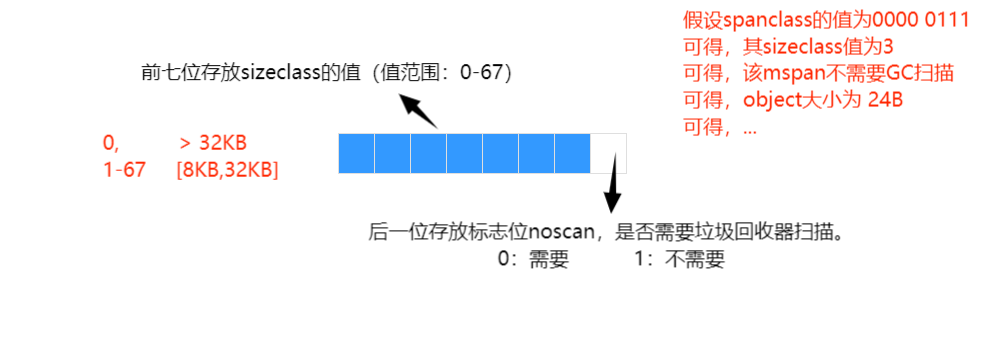 假设spanclass的值为0000 0111
可得，其sizeclass值为3
可得，该mspan不需要GC扫描
可得，object大小为 24B
可得，...
前七位存放sizeclass的值（值范围：0-67）
0, > 32KB
1-67 [8KB,32KB]
后一位存放标志位noscan，是否需要垃圾回收器扫描。
0：需要 1：不需要